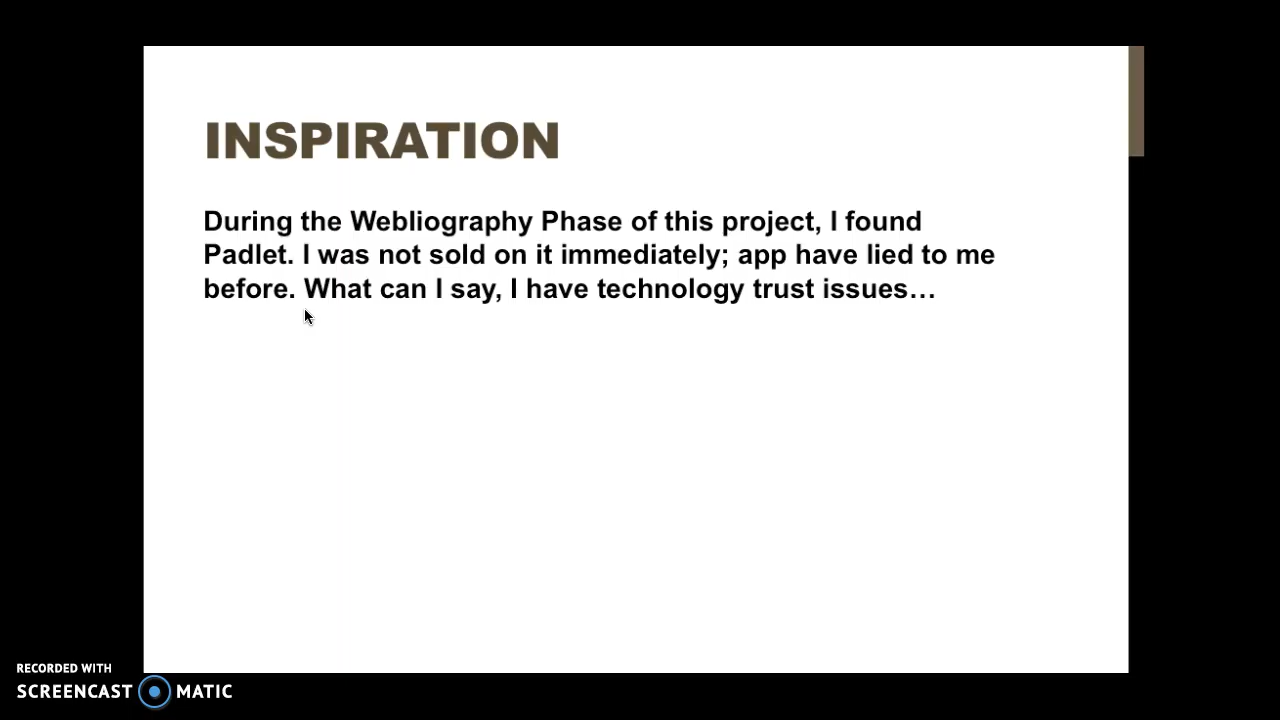 INSPIRATION
During the Webliography Phase of this project, I found
Padlet. I was not sold on it immediately; app have lied to me
before. What can I say, I have technology trust issues…
RECORDED WITH
SCREENCAST MATIC